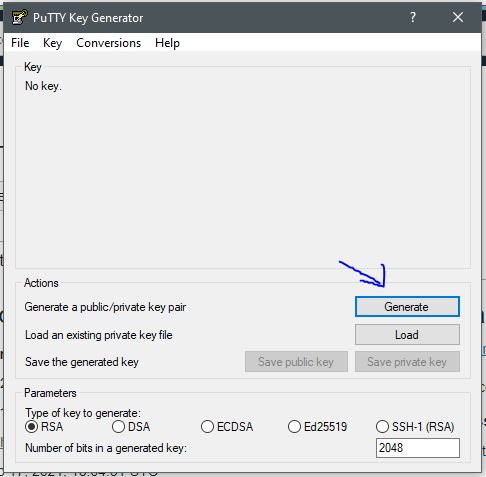 PuTTY Key Generator ?
File Key Conversions Help
Key
No key.
Actions
Generate a public/private key pair Generate
Load an existing private key file Load
Save the generated key Save public key Save private key
Parameters
Type of key to generate:
RSA DSA ECDSA Ed25519 SSH-1 (RSA)
Number of bits in a generated key: 2048